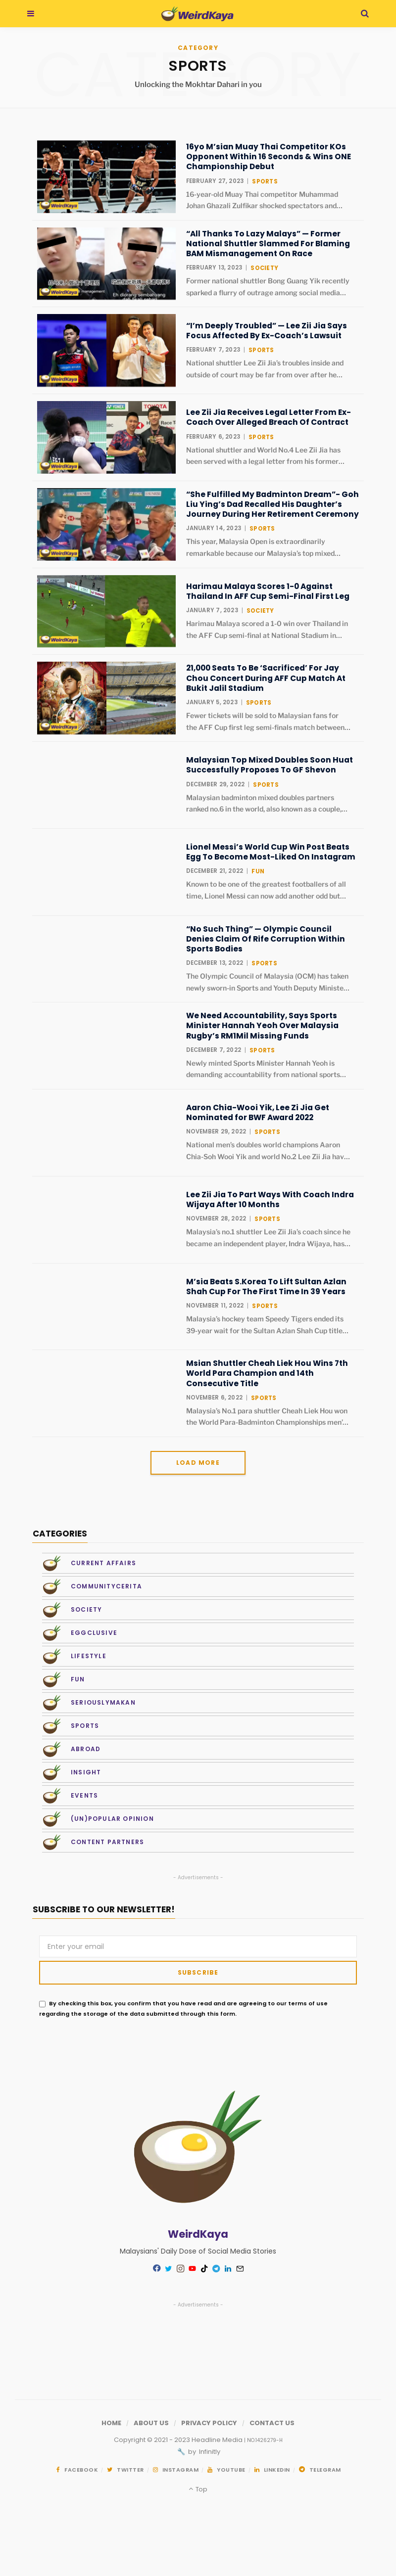 WeirdKaya
CATEGORY
CATEGORY
SPORTS
Unlocking the Mokhtar Dahari in you
16yo M’sian Muay Thai Competitor KOs
Opponent Within 16 Seconds & Wins ONE
Championship Debut
FEBRUARY 27, 2023 | SPORTS
16-year-old Muay Thai competitor Muhammad
Johan Ghazali Zulfikar shocked spectators and...
WeirdKaya
“All Thanks To Lazy Malays” — Former
National Shuttler Slammed For Blaming
BAM Mismanagement On Race
FEBRUARY 13, 2023 | SOCIETY
Former national shuttler Bong Guang Yik recently
sparked a flurry of outrage among social media...
WeirdKaya
“I’m Deeply Troubled” — Lee Zii Jia Says
Focus Affected By Ex-Coach’s Lawsuit
FEBRUARY 7, 2023 | SPORTS
National shuttler Lee Zii Jia’s troubles inside and
outside of court may be far from over after he...
WeirdKaya
Lee Zii Jia Receives Legal Letter From Ex-
Coach Over Alleged Breach Of Contract
FEBRUARY 6, 2023 | SPORTS
National shuttler and World No.4 Lee Zii Jia has
been served with a legal letter from his former...
TOYOTA
WeirdKaya
“She Fulfilled My Badminton Dream”- Goh
Liu Ying’s Dad Recalled His Daughter’s
Journey During Her Retirement Ceremony
JANUARY 14, 2023 | SPORTS
This year, Malaysia Open is extraordinarily
remarkable because our Malaysia’s top mixed...
WeirdKaya
Harimau Malaya Scores 1-0 Against
Thailand In AFF Cup Semi-Final First Leg
JANUARY 7, 2023 | SOCIETY
Harimau Malaya scored a 1-0 win over Thailand in
the AFF Cup semi-final at National Stadium in...
WeirdKaya
21,000 Seats To Be ‘Sacrificed’ For Jay
Chou Concert During AFF Cup Match At
Bukit Jalil Stadium
JANUARY 5, 2023 | SPORTS
Fewer tickets will be sold to Malaysian fans for
the AFF Cup first leg semi-finals match between...
WeirdKaya
Malaysian Top Mixed Doubles Soon Huat
Successfully Proposes To GF Shevon
DECEMBER 29, 2022 | SPORTS
Malaysian badminton mixed doubles partners
ranked no.6 in the world, also known as a couple,...
Lionel Messi’s World Cup Win Post Beats
Egg To Become Most-Liked On Instagram
DECEMBER 21, 2022 | FUN
Known to be one of the greatest footballers of all
time, Lionel Messi can now add another odd but...
“No Such Thing” — Olympic Council
Denies Claim Of Rife Corruption Within
Sports Bodies
DECEMBER 13, 2022 | SPORTS
The Olympic Council of Malaysia (OCM) has taken
newly sworn-in Sports and Youth Deputy Ministe...
We Need Accountability, Says Sports
Minister Hannah Yeoh Over Malaysia
Rugby’s RM1Mil Missing Funds
DECEMBER 7, 2022 | SPORTS
Newly minted Sports Minister Hannah Yeoh is
demanding accountability from national sports...
Aaron Chia-Wooi Yik, Lee Zi Jia Get
Nominated for BWF Award 2022
NOVEMBER 29, 2022 | SPORTS
National men’s doubles world champions Aaron
Chia-Soh Wooi Yik and world No.2 Lee Zii Jia hav...
Lee Zii Jia To Part Ways With Coach Indra
Wijaya After 10 Months
NOVEMBER 28, 2022 | SPORTS
Malaysia’s no.1 shuttler Lee Zii Jia’s coach since he
became an independent player, Indra Wijaya, has...
M’sia Beats S.Korea To Lift Sultan Azlan
Shah Cup For The First Time In 39 Years
NOVEMBER 11, 2022 | SPORTS
Malaysia’s hockey team Speedy Tigers ended its
39-year wait for the Sultan Azlan Shah Cup title...
Msian Shuttler Cheah Liek Hou Wins 7th
World Para Champion and 14th
Consecutive Title
NOVEMBER 6, 2022 | SPORTS
Malaysia’s No.1 para shuttler Cheah Liek Hou won
the World Para-Badminton Championships men’...
LOAD MORE
CATEGORIES
CURRENT AFFAIRS
COMMUNITYCERITA
SOCIETY
EGGCLUSIVE
LIFESTYLE
FUN
SERIOUSLYMAKAN
SPORTS
ABROAD
INSIGHT
EVENTS
(UN)POPULAR OPINION
CONTENT PARTNERS
- Advertisements -
SUBSCRIBE TO OUR NEWSLETTER!
Enter your email
SUBSCRIBE
By checking this box, you confirm that you have read and are agreeing to our terms of use
regarding the storage of the data submitted through this form.
WeirdKaya
Malaysians' Daily Dose of Social Media Stories
- Advertisements -
HOME / ABOUT US / PRIVACY POLICY / CONTACT US
Copyright © 2021 - 2023 Headline Media | NO:1426279-H
🔧 by Infinitly
FACEBOOK | TWITTER | INSTAGRAM | YOUTUBE | LINKEDIN | TELEGRAM
Top